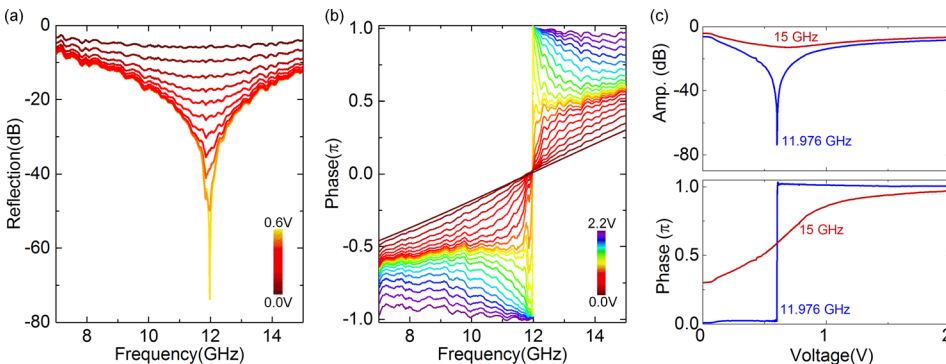 (a)
0
-20
-40
-60
-80
Reflection(dB)
8
10
12
14
Frequency(GHz)
0.6V
0.0V
(b)
1.0
0.5
0.0
-0.5
-1.0
Phase(π)
8
10
12
14
Frequency(GHz)
2.2V
0.0V
(c)
0
-40
-80
Amp. (dB)
15 GHz
11.976 GHz
1.0
0.5
0.0
Phase (π)
15 GHz
11.976 GHz
0
1
2
Voltage(V)